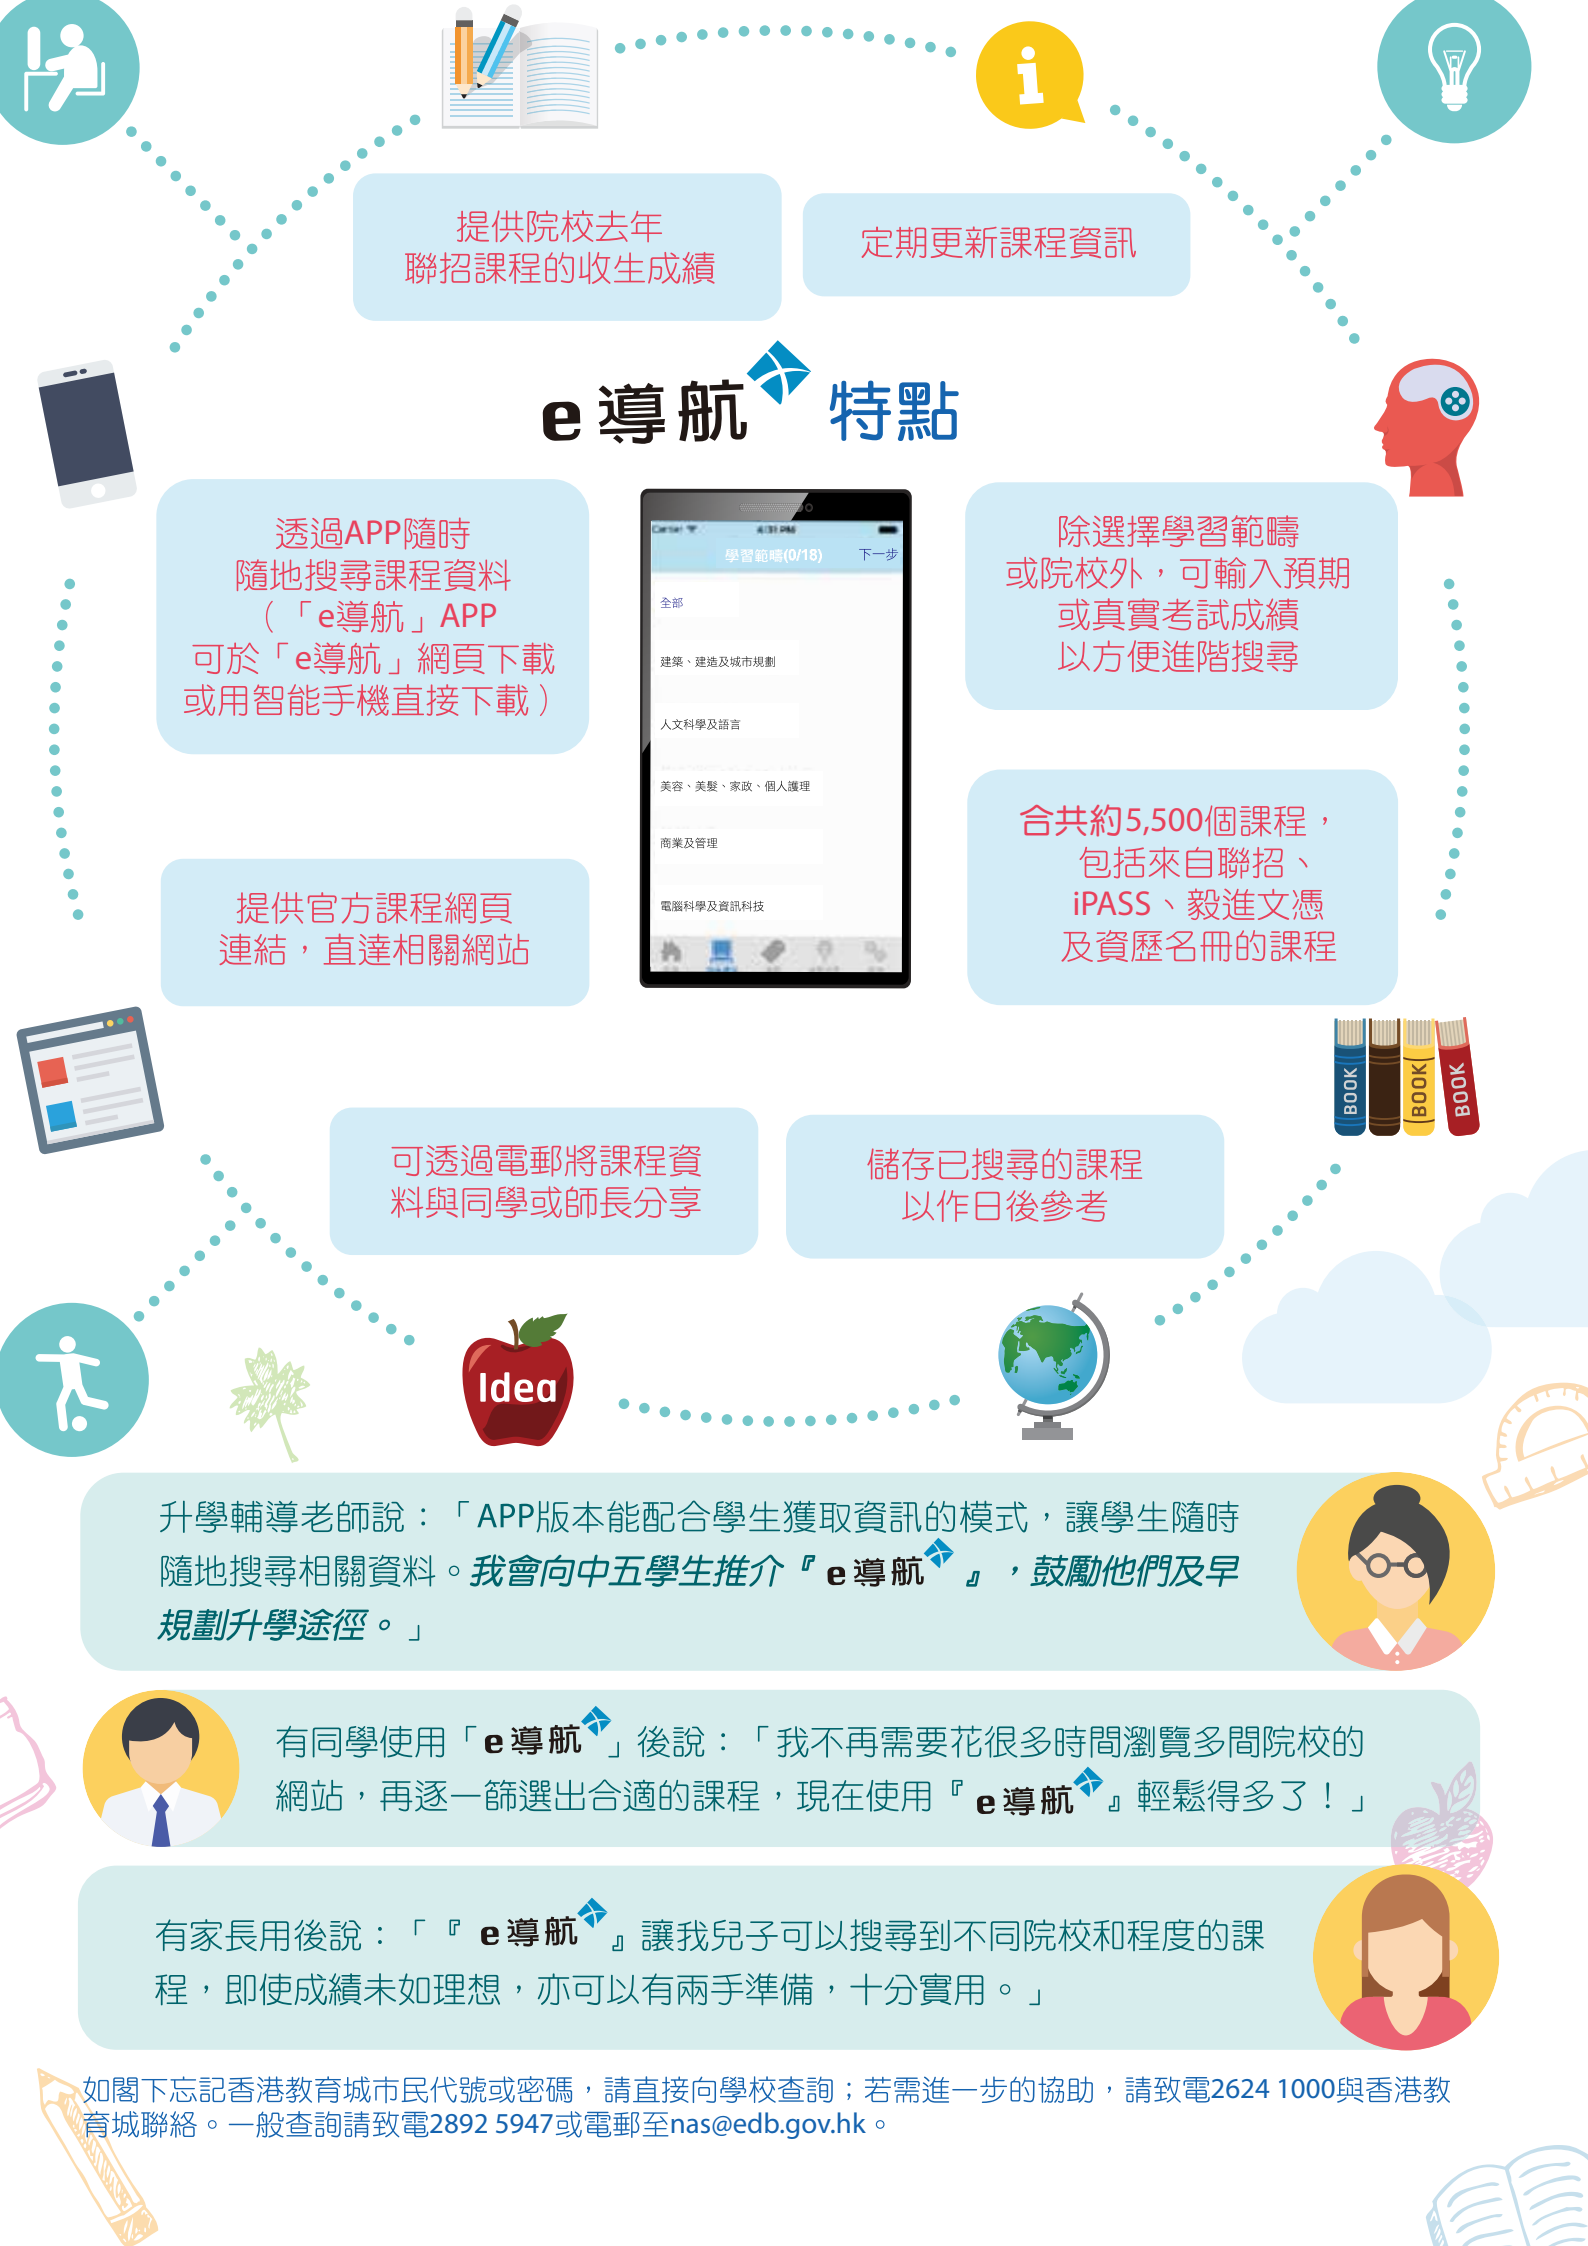 提供院校去年
聯招課程的收生成績
定期更新課程資訊
e導航 特點
透過APP隨時
隨地搜尋課程資料
（「e導航」APP
可於「e導航」網頁下載
或用智能手機直接下載）
4:31 PM
學習範疇(0/18)
下一步
全部
建築、建造及城市規劃
人文科學及語言
美容、美髮、家政、個人護理
商業及管理
電腦科學及資訊科技
除選擇學習範疇
或院校外，可輸入預期
或真實考試成績
以方便進階搜尋
提供官方課程網頁
連結，直達相關網站
合共約5,500個課程，
包括來自聯招、
iPASS、毅進文憑
及資歷名冊的課程
BOOK
BOOK
BOOK
可透過電郵將課程資
料與同學或師長分享
儲存已搜尋的課程
以作日後參考
Idea
升學輔導老師說：「APP版本能配合學生獲取資訊的模式，讓學生隨時
隨地搜尋相關資料。我會向中五學生推介『e導航』，鼓勵他們及早
規劃升學途徑。」
有同學使用「e導航」後說：「我不再需要花很多時間瀏覽多間院校的
網站，再逐一篩選出合適的課程，現在使用『e導航』輕鬆得多了！」
有家長用後說：「『e導航』讓我兒子可以搜尋到不同院校和程度的課
程，即使成績未如理想，亦可以有兩手準備，十分實用。」
如閣下忘記香港教育城市民代號或密碼，請直接向學校查詢；若需進一步的協助，請致電2624 1000與香港教
育城聯絡。一般查詢請致電2892 5947或電郵至nas@edb.gov.hk。